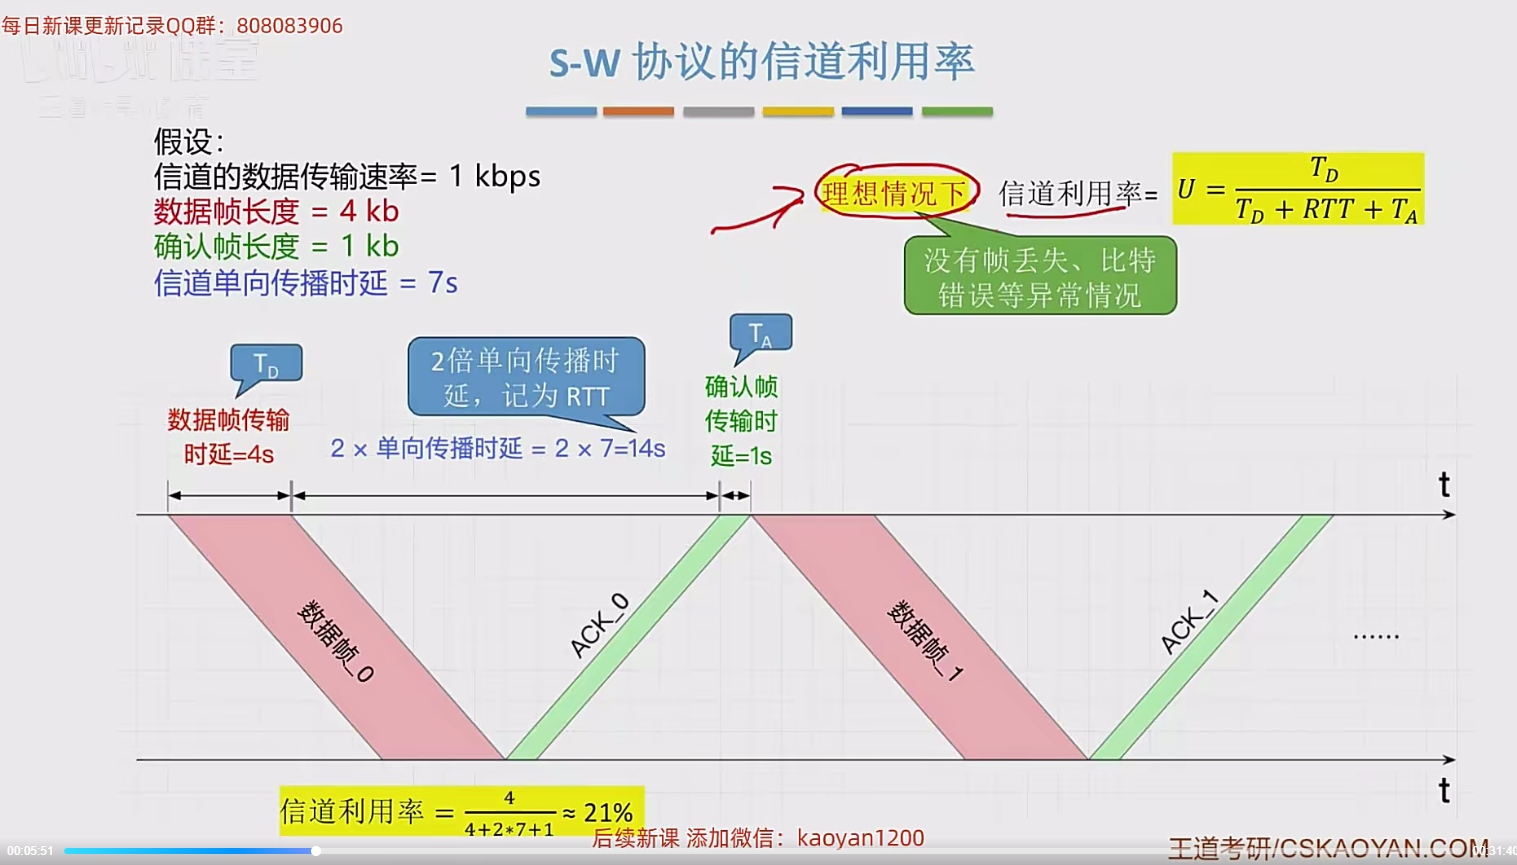 每日新课更新记录QQ群：808083906
S-W 协议的信道利用率
假设：
信道的数据传输速率= 1 kbps
数据帧长度 = 4 kb
确认帧长度 = 1 kb
信道单向传播时延 = 7s
理想情况下 信道利用率= U = T_D / (T_D + RTT + T_A)
没有帧丢失、比特
错误等异常情况
T_D
2倍单向传播时
延，记为 RTT
T_A
数据帧传输
时延=4s
2 × 单向传播时延 = 2 × 7=14s
确认帧
传输时
延=1s
t
数据帧_0
ACK_0
数据帧_1
ACK_1
......
t
信道利用率 = 4 / (4+2*7+1) ≈ 21%
后续新课 添加微信：kaoyan1200
王道考研/CSKAOYAN.COM
00:05:51
00:31:40